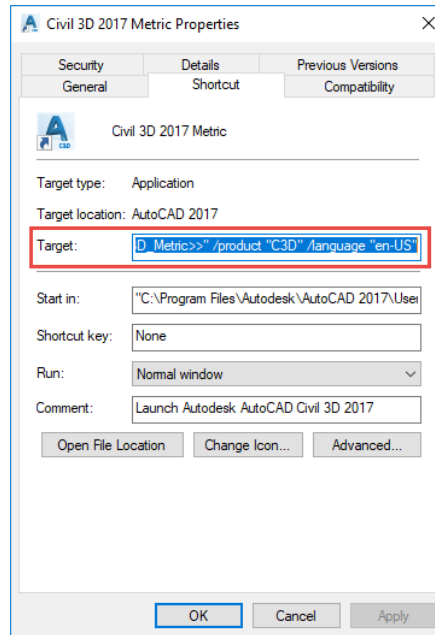 Civil 3D 2017 Metric Properties
Security Details Previous Versions
General Shortcut Compatibility
C3D
Civil 3D 2017 Metric
Target type: Application
Target location: AutoCAD 2017
Target: D_Metric>>" /product "C3D" /language "en-US"
Start in: "C:\Program Files\Autodesk\AutoCAD 2017\User
Shortcut key: None
Run: Normal window
Comment: Launch Autodesk AutoCAD Civil 3D 2017
Open File Location Change Icon... Advanced...
OK Cancel Apply